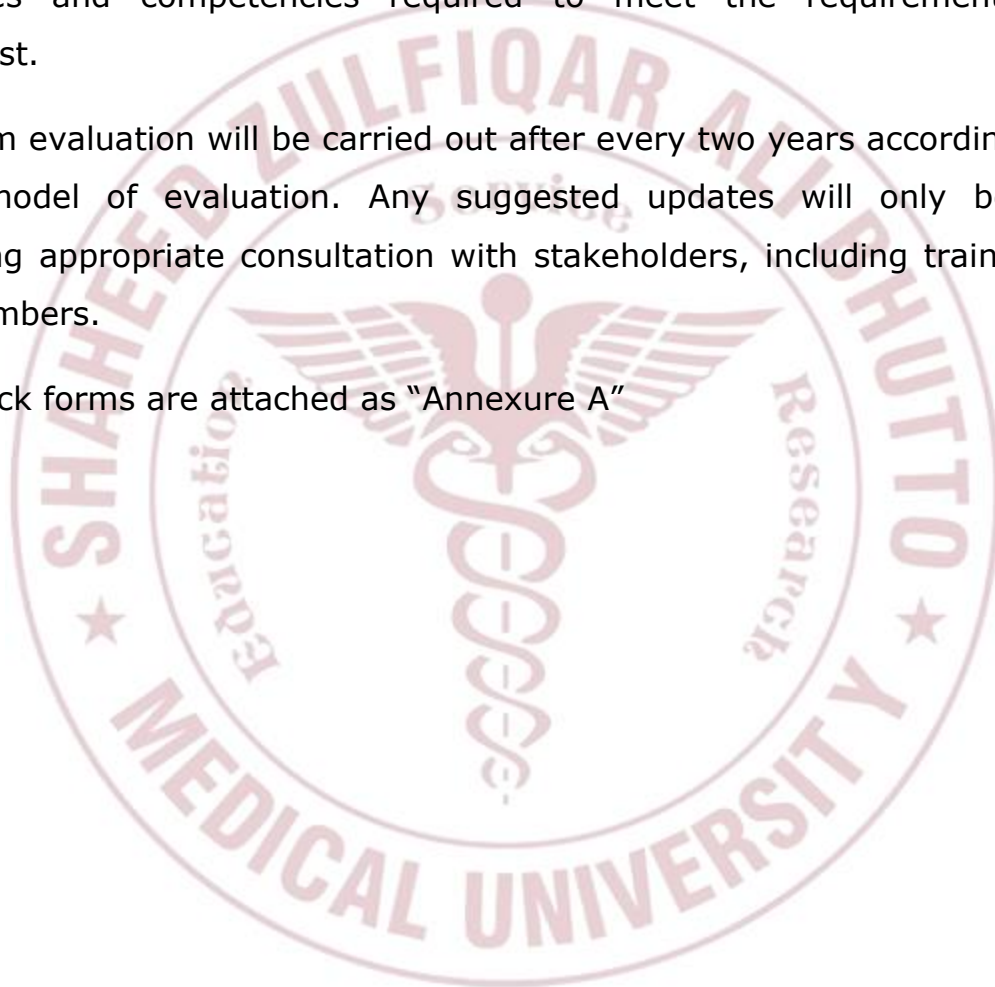 es and competencies required to meet the requirement
st.
n evaluation will be carried out after every two years accordin
nodel of evaluation. Any suggested updates will only b
ng appropriate consultation with stakeholders, including train
mbers.
ck forms are attached as “Annexure A”
SHAHEED ZULFIQAR ALI BHUTTO
Service
Education
Research
★ MEDICAL UNIVERSITY ★